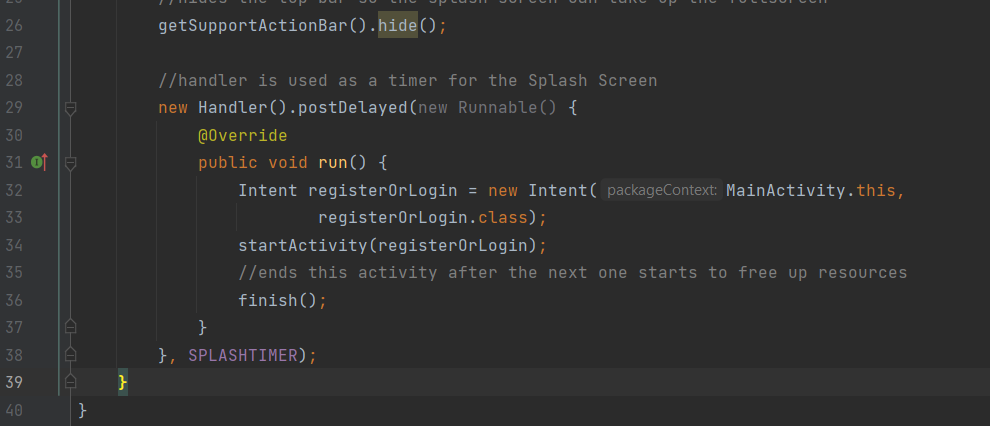 25 //hides the top bar so the splash screen can take up the fullscreen
26 getSupportActionBar().hide();
27
28 //handler is used as a timer for the Splash Screen
29 new Handler().postDelayed(new Runnable() {
30 @Override
31 public void run() {
32 Intent registerOrLogin = new Intent( packageContext: MainActivity.this,
33 registerOrLogin.class);
34 startActivity(registerOrLogin);
35 //ends this activity after the next one starts to free up resources
36 finish();
37 }
38 }, SPLASHTIMER);
39 }
40 }